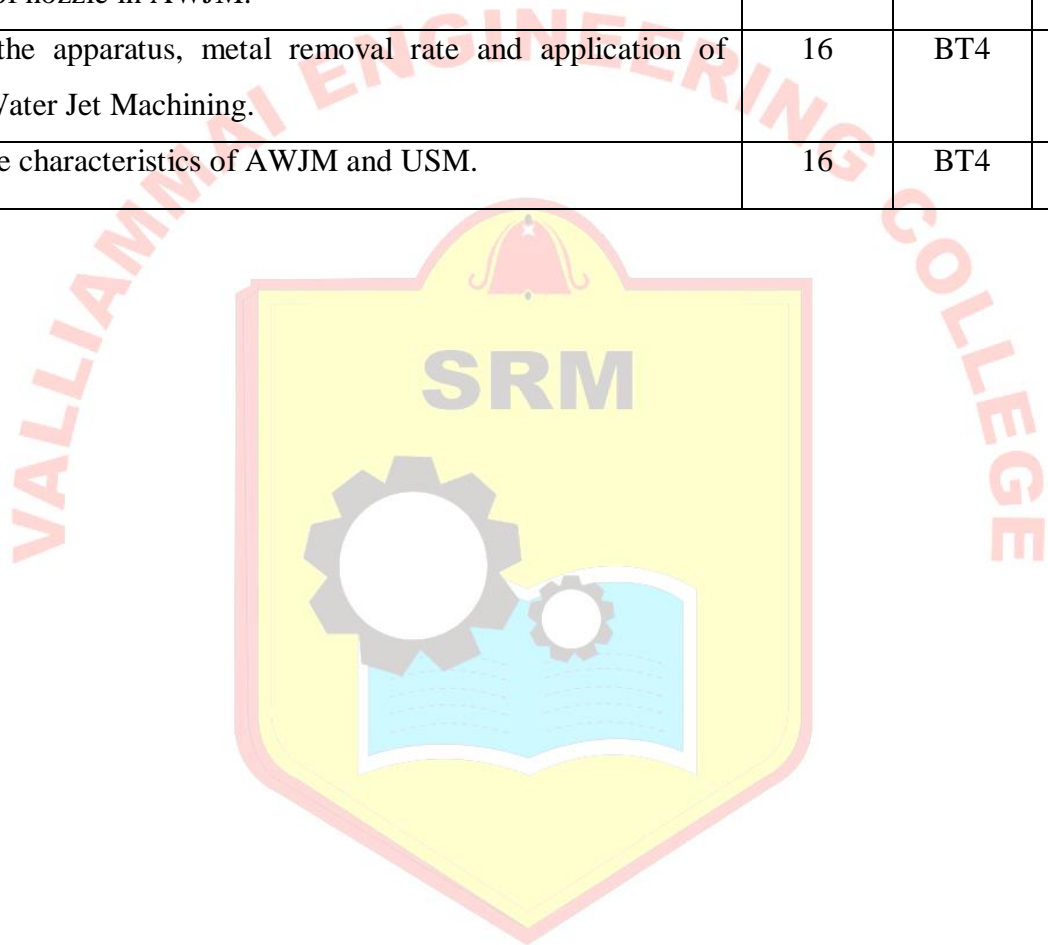 of nozzle in AWJM.
the apparatus, metal removal rate and application of 16 BT4
Water Jet Machining.
e characteristics of AWJM and USM. 16 BT4
VALLIAMMAI ENGINEERING COLLEGE
SRM